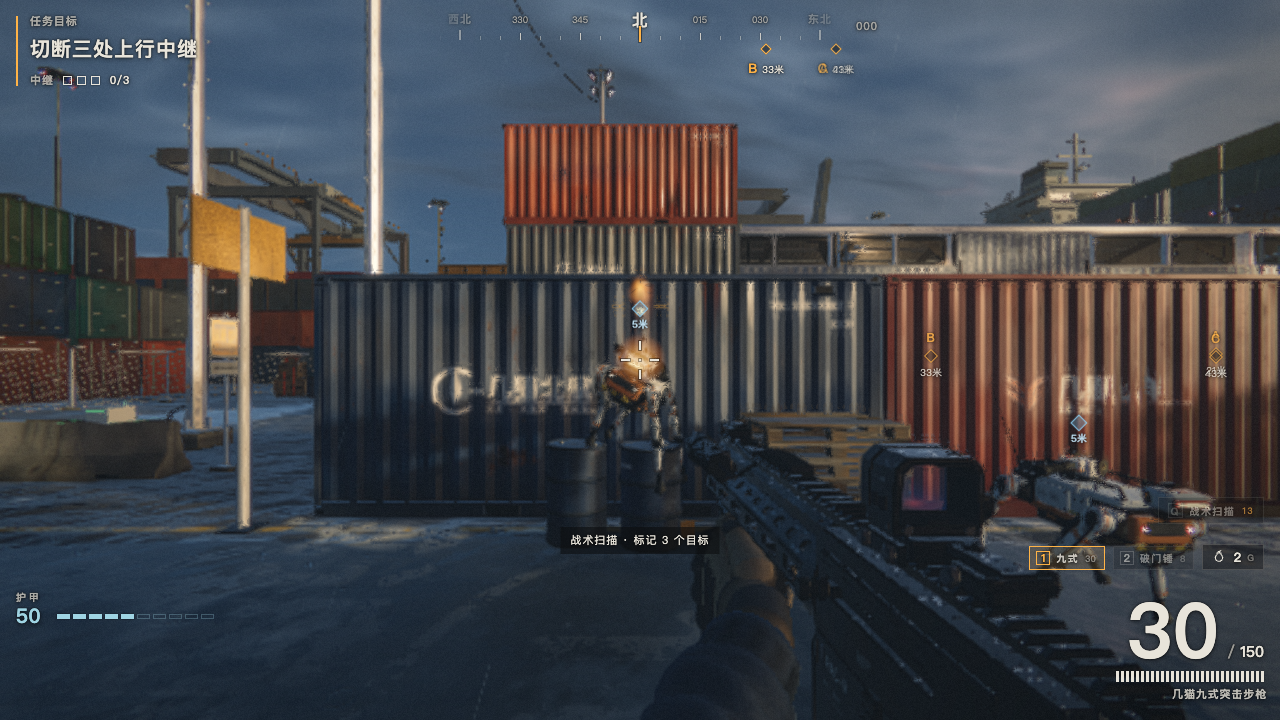 任务目标
切断三处上行中继
中继 0/3
西北 330 345 北 015 030 东北 000
B 33米
43米
5米
B
33米
43米
5米
战术扫描 13
战术扫描 · 标记 3 个目标
1 九式 30
2 破门锤 8
2 G
护甲
50
30 / 150
几猫九式突击步枪